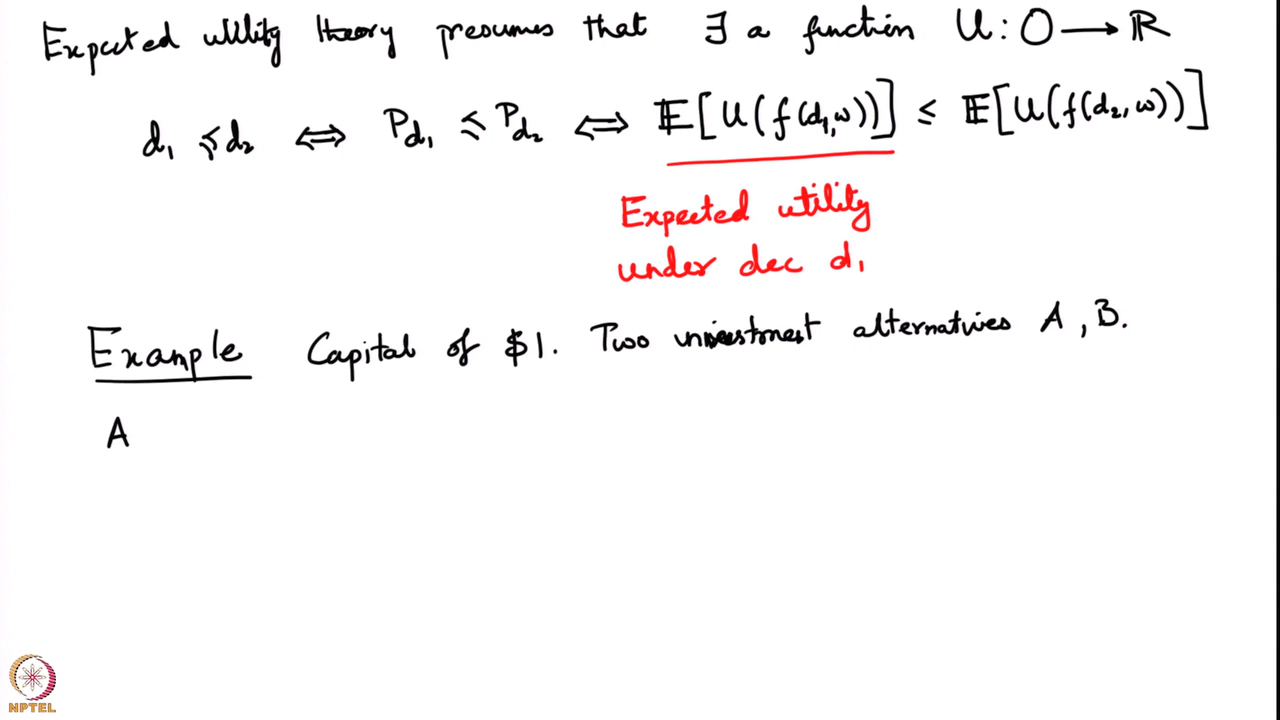 Expected utility theory presumes that ∃ a function U : O → ℝ
d₁ ≼ d₂ ⇔ P_{d₁} ≼ P_{d₂} ⇔ 𝔼[U(f(d₁,ω))] ≤ 𝔼[U(f(d₂,ω))]
Expected utility
under dec d₁
Example Capital of $1. Two investment alternatives A, B.
A
NPTEL